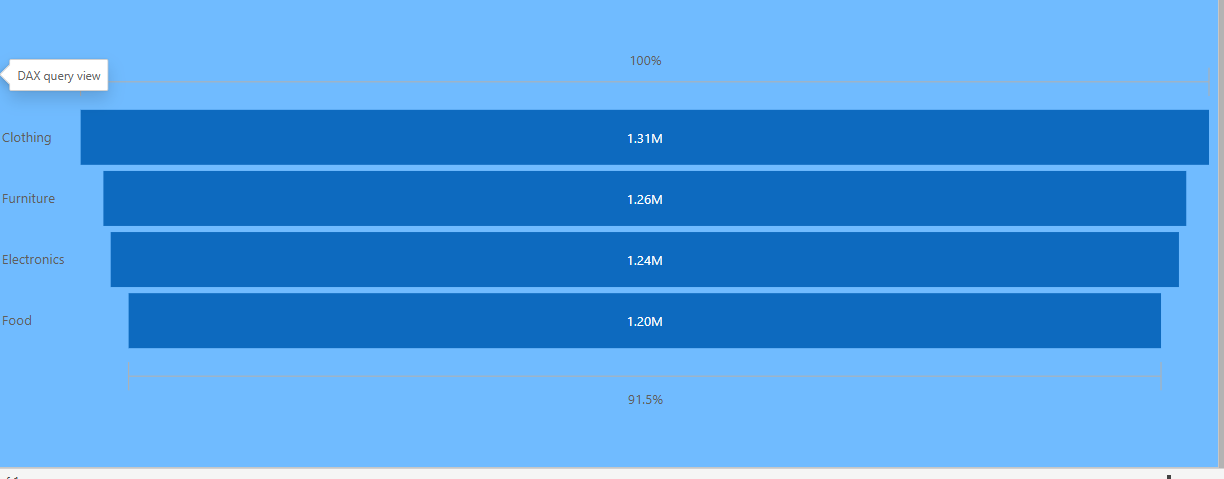 100%
DAX query view
Clothing
1.31M
Furniture
1.26M
Electronics
1.24M
Food
1.20M
91.5%